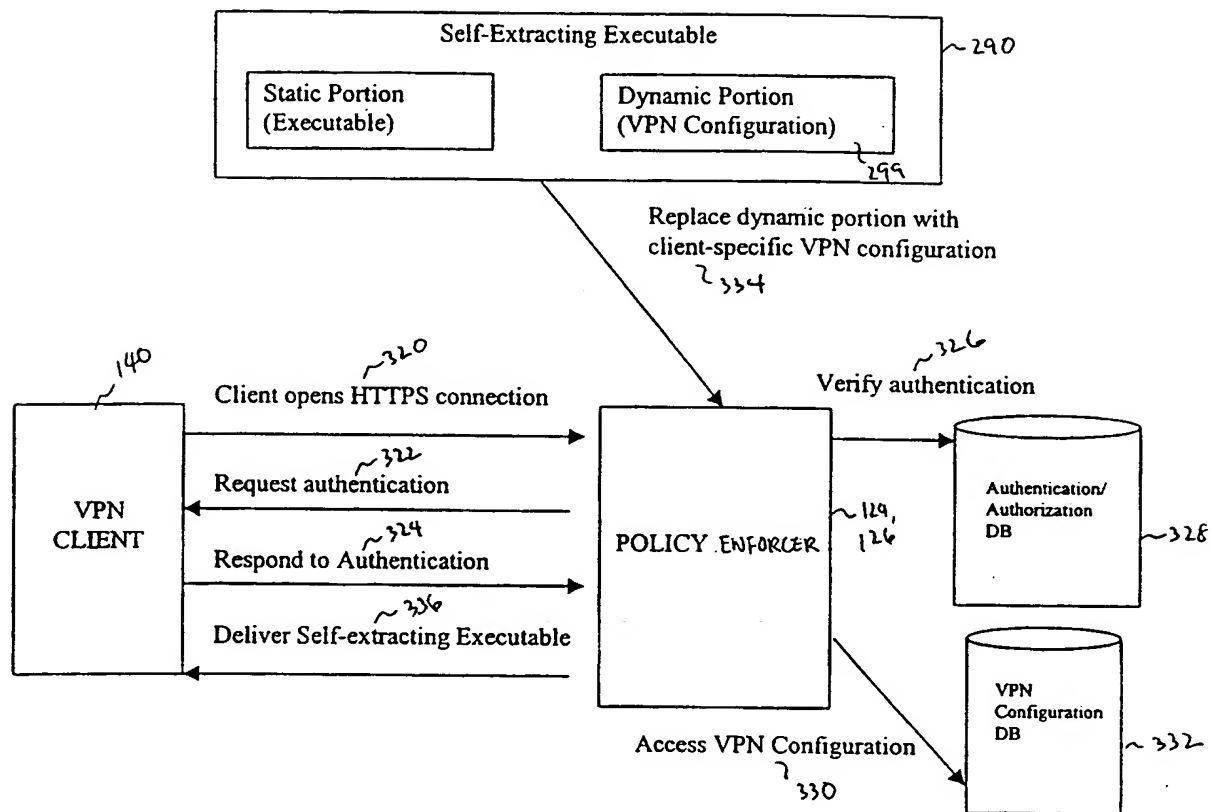 Self-Extracting Executable
~290
Static Portion
(Executable)
Dynamic Portion
(VPN Configuration)
299
Replace dynamic portion with
client-specific VPN configuration
334
140
~320
Client opens HTTPS connection
~322
Request authentication
VPN
CLIENT
~324
Respond to Authentication
~336
Deliver Self-extracting Executable
POLICY ENFORCER
~124,
126
~326
Verify authentication
Authentication/
Authorization
DB
~328
Access VPN Configuration
330
VPN
Configuration
DB
~332